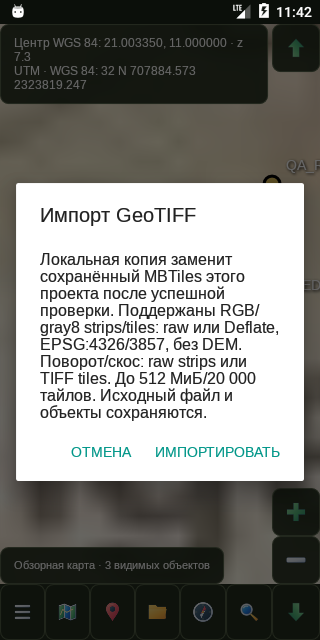 LTE 11:42
Центр WGS 84: 21.003350, 11.000000 · z
7.3
UTM · WGS 84: 32 N 707884.573
2323819.247
QA_
Импорт GeoTIFF
Локальная копия заменит
сохранённый MBTiles этого
проекта после успешной
проверки. Поддержаны RGB/
gray8 strips/tiles: raw или Deflate,
EPSG:4326/3857, без DEM.
Поворот/скос: raw strips или
TIFF tiles. До 512 МиБ/20 000
тайлов. Исходный файл и
объекты сохраняются.
ОТМЕНА ИМПОРТИРОВАТЬ
Обзорная карта · 3 видимых объектов